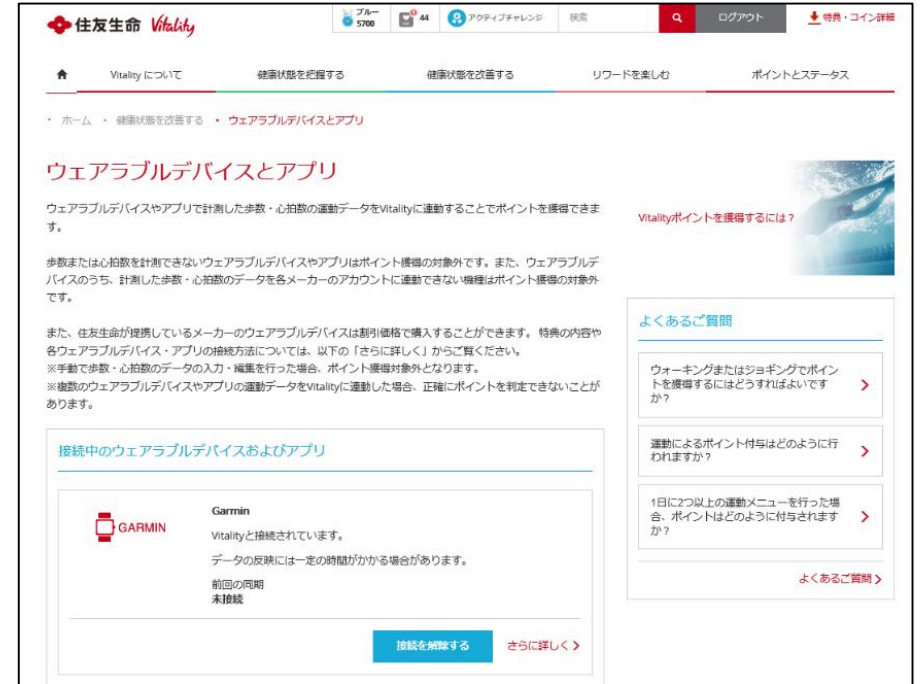 住友生命 Vitality
ブルー
5700
0
44
アクティブチャレンジ
検索
ログアウト
特典・コイン詳細
Vitality について
健康状態を把握する
健康状態を改善する
リワードを楽しむ
ポイントとステータス
・ ホーム ・ 健康状態を改善する ・ ウェアラブルデバイスとアプリ
ウェアラブルデバイスとアプリ
ウェアラブルデバイスやアプリで計測した歩数・心拍数の運動データをVitalityに連動することでポイントを獲得できま
す。
歩数または心拍数を計測できないウェアラブルデバイスやアプリはポイント獲得の対象外です。また、ウェアラブルデ
バイスのうち、計測した歩数・心拍数のデータを各メーカーのアカウントに連動できない機種はポイント獲得の対象外
です。
また、住友生命が提携しているメーカーのウェアラブルデバイスは割引価格で購入することができます。 特典の内容や
各ウェアラブルデバイス・アプリの接続方法については、以下の「さらに詳しく」からご覧ください。
※手動で歩数・心拍数のデータの入力・編集を行った場合、ポイント獲得対象外となります。
※複数のウェアラブルデバイスやアプリの運動データをVitalityに連動した場合、正確にポイントを判定できないことが
あります。
接続中のウェアラブルデバイスおよびアプリ
GARMIN
Garmin
Vitalityと接続されています。
データの反映には一定の時間がかかる場合があります。
前回の同期
未接続
接続を解除する
さらに詳しく
Vitalityポイントを獲得するには？
よくあるご質問
ウォーキングまたはジョギングでポイン
トを獲得するにはどうすればよいです
か？
運動によるポイント付与はどのように行
われますか？
1日に2つ以上の運動メニューを行った場
合、ポイントはどのように付与されます
か？
よくあるご質問